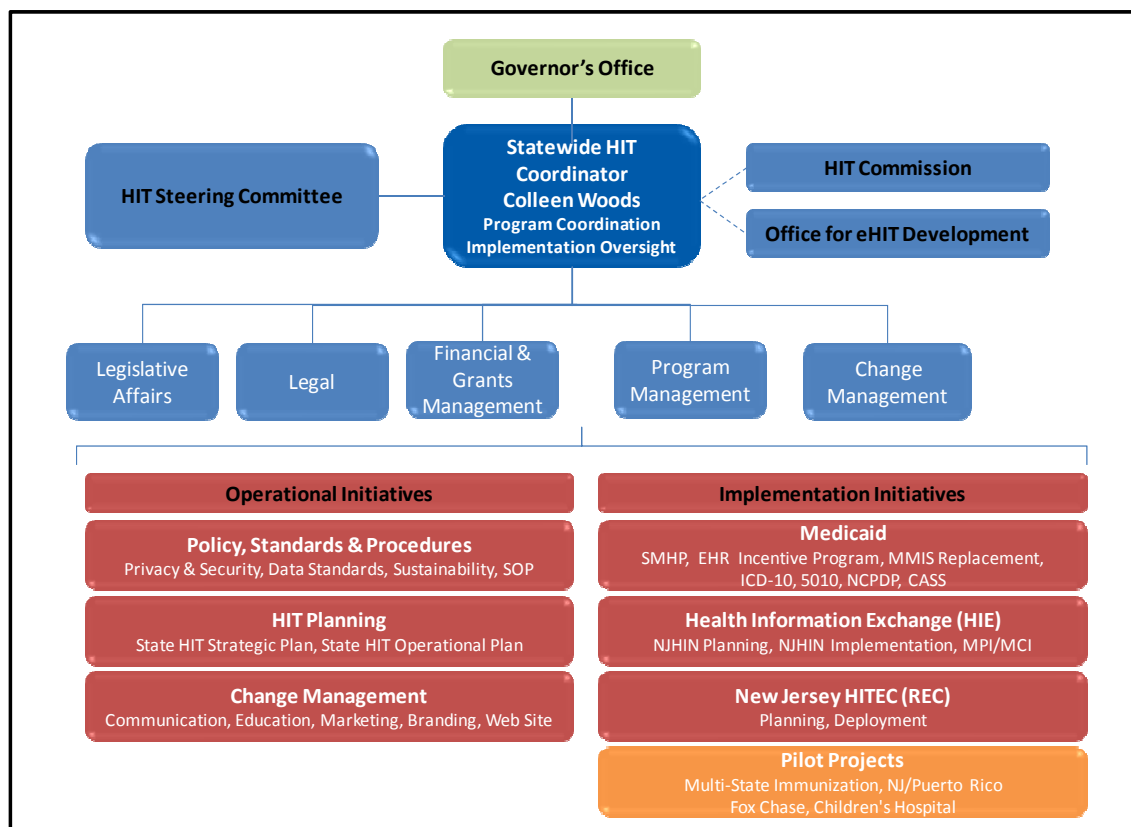 Governor's Office
Statewide HIT
Coordinator
Colleen Woods
Program Coordination
Implementation Oversight
HIT Steering Committee
HIT Commission
Office for eHIT Development
Legislative
Affairs
Legal
Financial &
Grants
Management
Program
Management
Change
Management
Operational Initiatives
Policy, Standards & Procedures
Privacy & Security, Data Standards, Sustainability, SOP
HIT Planning
State HIT Strategic Plan, State HIT Operational Plan
Change Management
Communication, Education, Marketing, Branding, Web Site
Implementation Initiatives
Medicaid
SMHP, EHR Incentive Program, MMIS Replacement,
ICD-10, 5010, NCPDP, CASS
Health Information Exchange (HIE)
NJHIN Planning, NJHIN Implementation, MPI/MCI
New Jersey HITEC (REC)
Planning, Deployment
Pilot Projects
Multi-State Immunization, NJ/Puerto Rico
Fox Chase, Children's Hospital